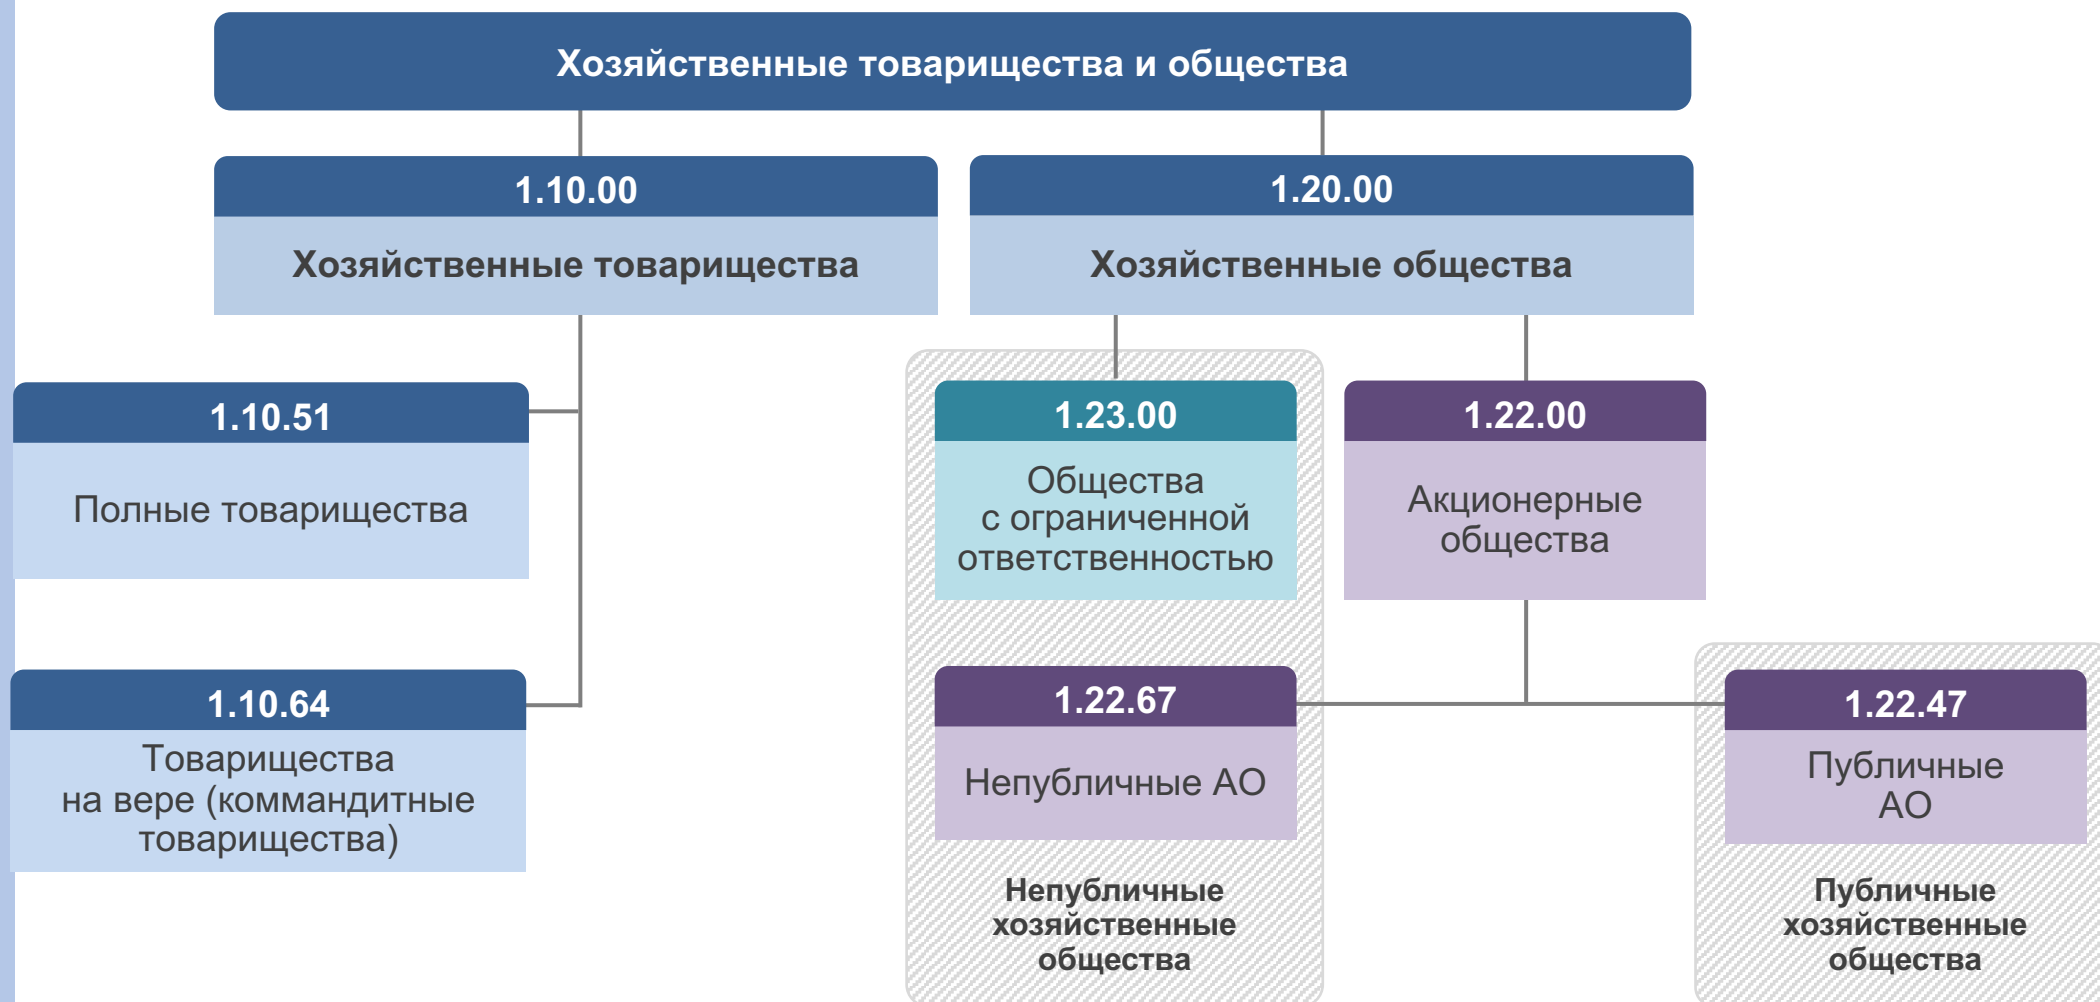 Хозяйственные товарищества и общества
1.10.00
Хозяйственные товарищества
1.20.00
Хозяйственные общества
1.10.51
Полные товарищества
1.10.64
Товарищества
на вере (коммандитные
товарищества)
1.23.00
Общества
с ограниченной
ответственностью
1.22.00
Акционерные
общества
1.22.67
Непубличные АО
Непубличные
хозяйственные
общества
1.22.47
Публичные
АО
Публичные
хозяйственные
общества